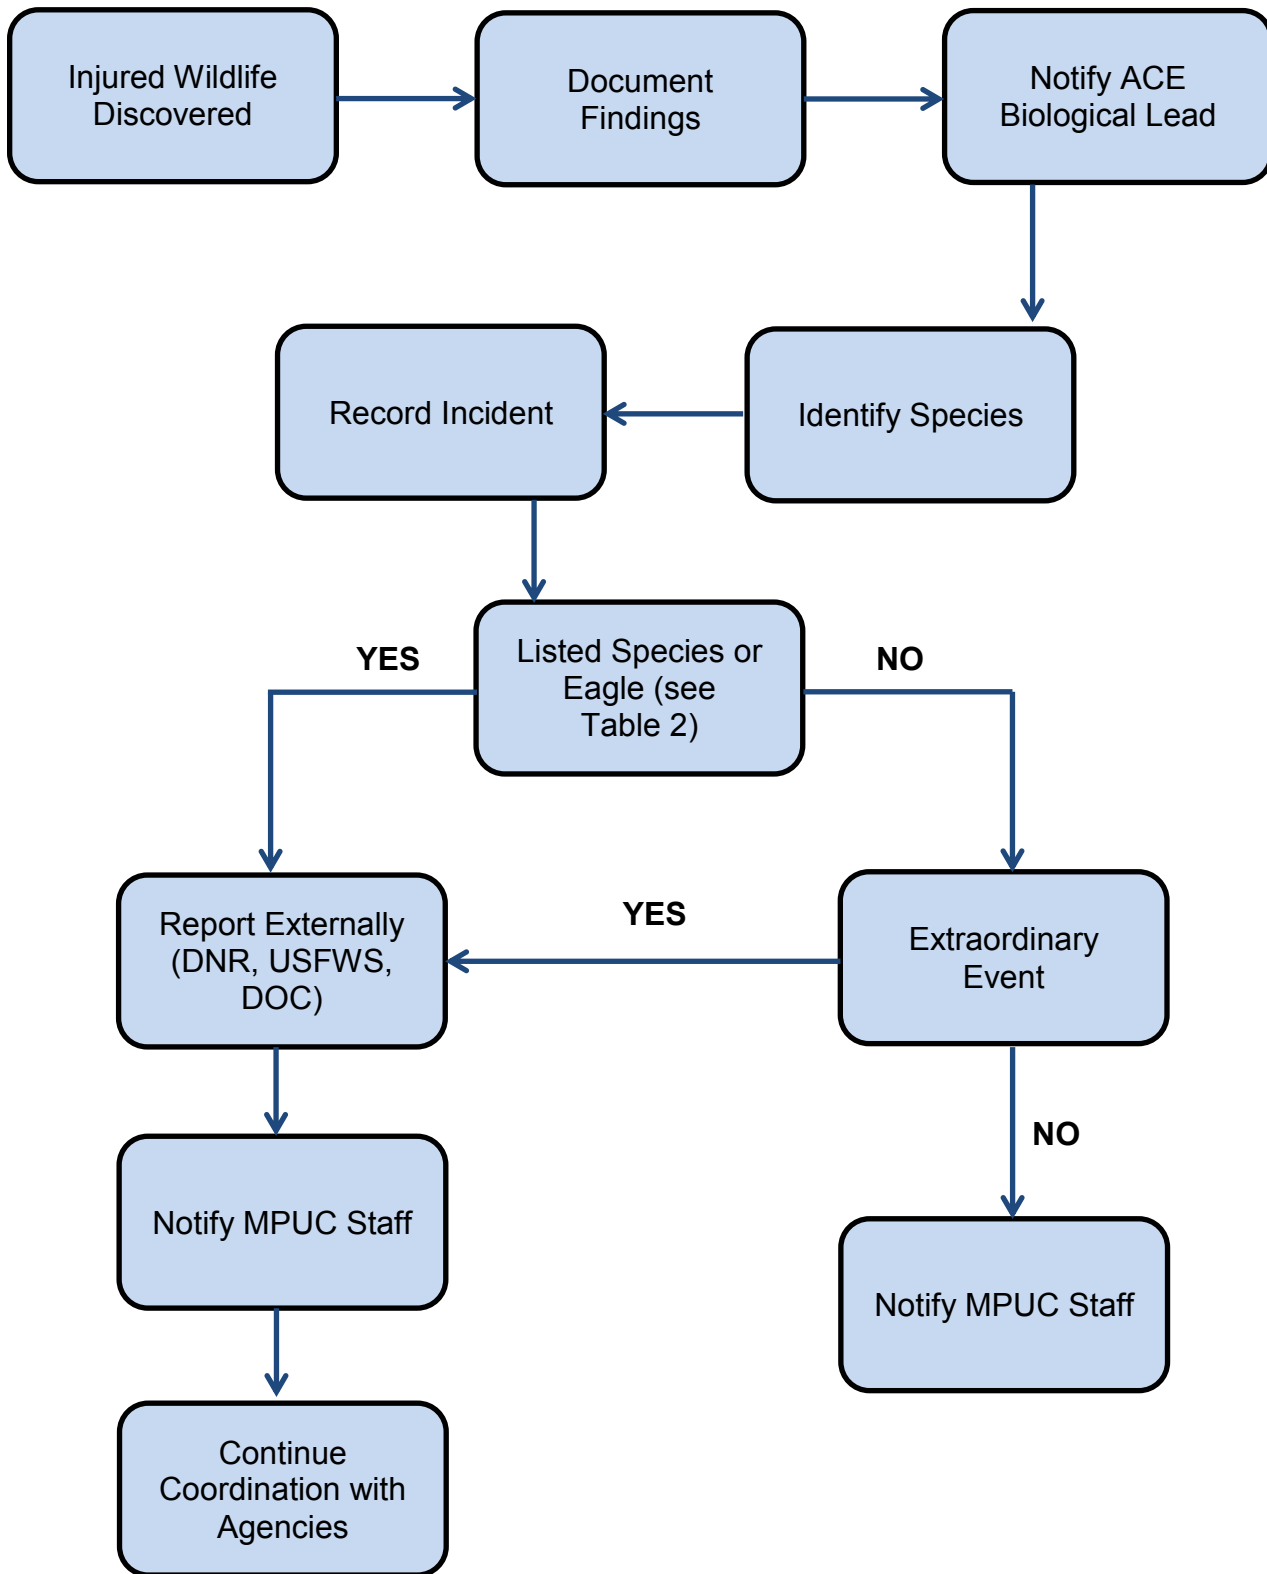 Injured Wildlife
Discovered
Document
Findings
Notify ACE
Biological Lead
Record Incident
Identify Species
YES
Listed Species or
Eagle (see
Table 2)
NO
Report Externally
(DNR, USFWS,
DOC)
YES
Extraordinary
Event
NO
Notify MPUC Staff
Notify MPUC Staff
Continue
Coordination with
Agencies